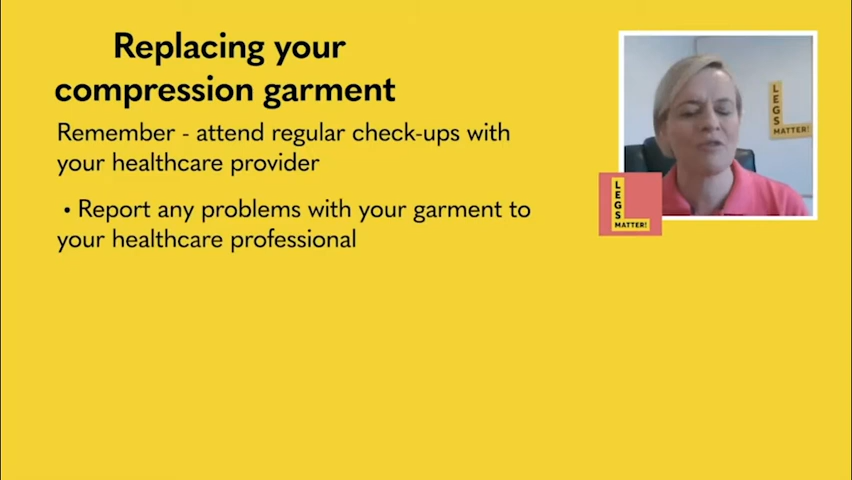 Replacing your
compression garment
Remember - attend regular check-ups with
your healthcare provider
• Report any problems with your garment to
your healthcare professional
LEGS
MATTER!
LEGS
MATTER!